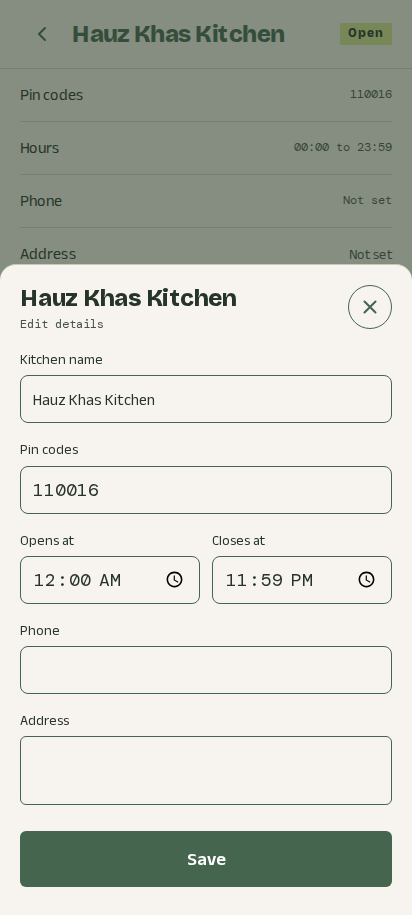 Hauz Khas Kitchen
Open
Pin codes 110016
Hours 00:00 to 23:59
Phone Not set
Address Not set
Hauz Khas Kitchen
Edit details
Kitchen name
Hauz Khas Kitchen
Pin codes
110016
Opens at Closes at
12:00 AM 11:59 PM
Phone
Address
Save